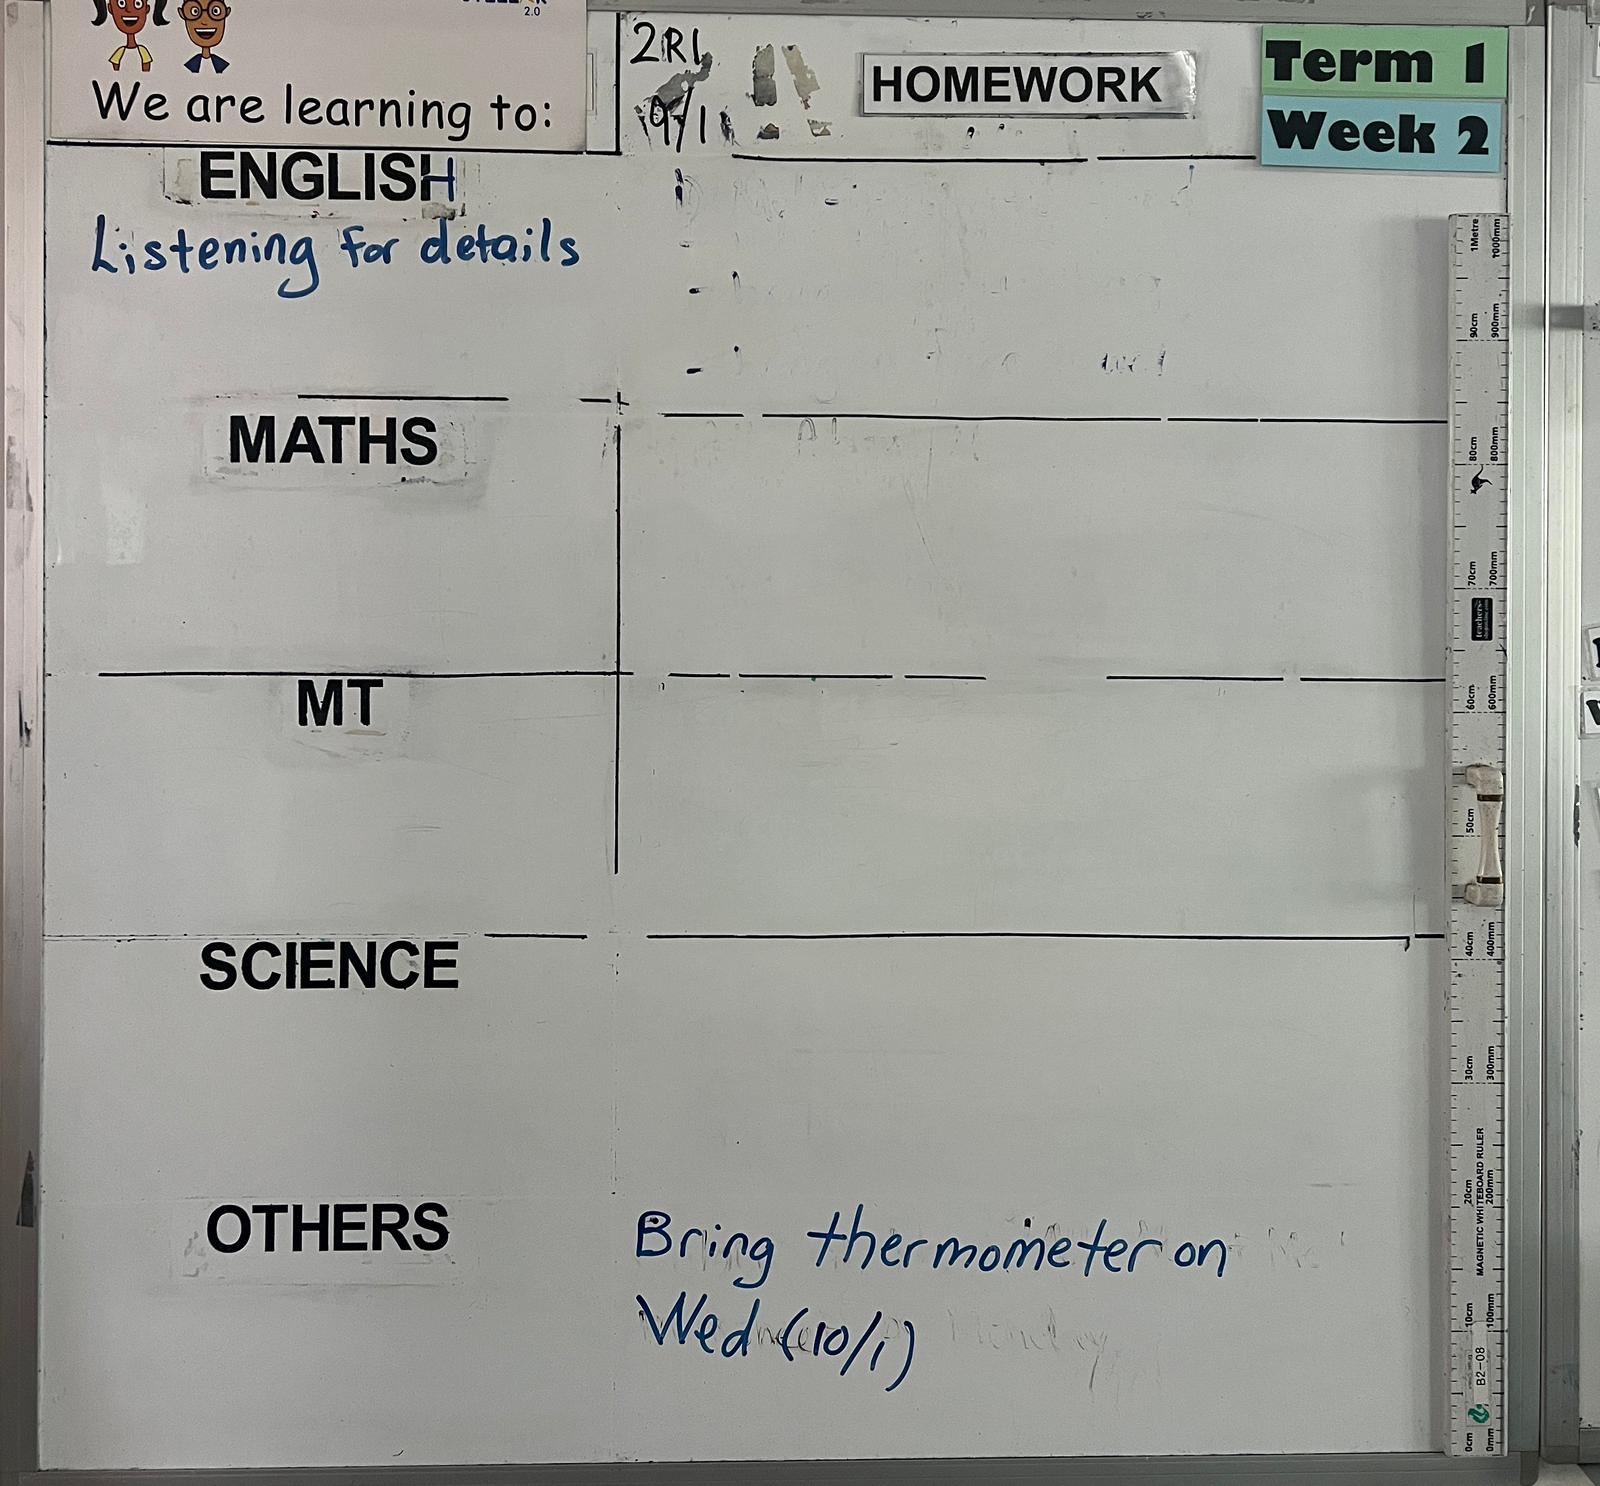 2.0
We are learning to:
2R1
9/1
HOMEWORK
Term 1
Week 2
ENGLISH
Listening for details
MATHS
MT
SCIENCE
OTHERS
Bring thermometer on
Wed (10/1)
1Metre 1000mm
90cm 900mm
80cm 800mm
70cm 700mm
teachers
60cm 600mm
50cm
40cm 400mm
30cm 300mm
MAGNETIC WHITEBOARD RULER
20cm 200mm
10cm 100mm
B2-08
0cm 0mm